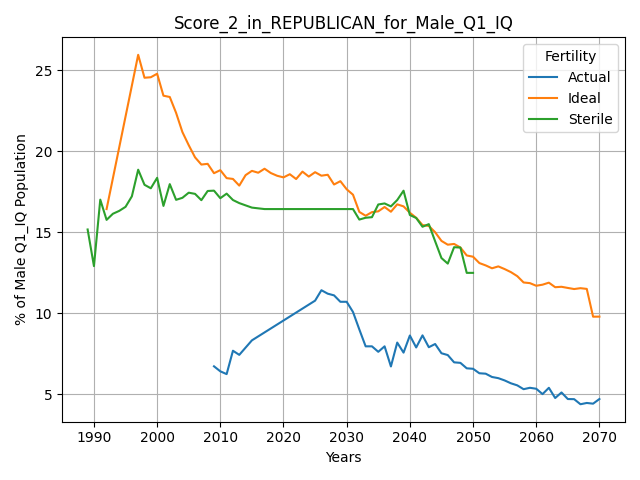 Score_2_in_REPUBLICAN_for_Male_Q1_IQ
Fertility
Actual
Ideal
Sterile
% of Male Q1_IQ Population
25
20
15
10
5
1990 2000 2010 2020 2030 2040 2050 2060 2070
Years